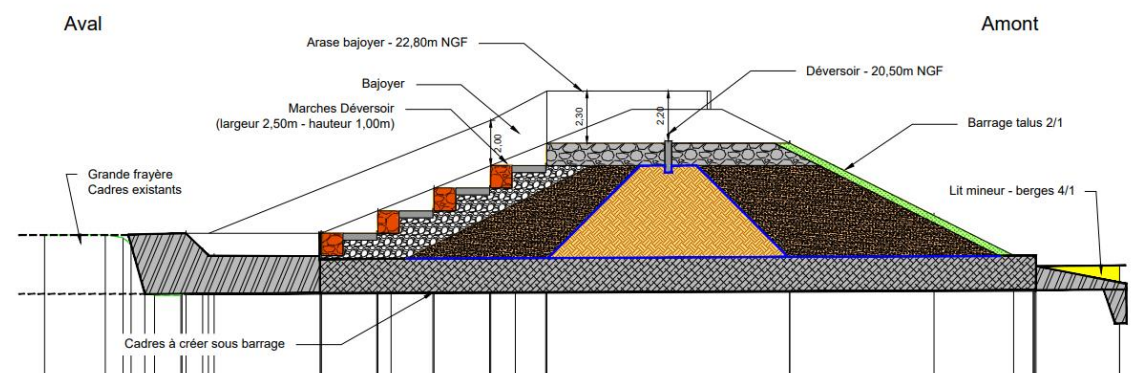 Aval
Amont
Arase bajoyer - 22,80m NGF
Déversoir - 20,50m NGF
Bajoyer
Marches Déversoir
(largeur 2,50m - hauteur 1,00m)
2,30
2,20
2,00
Barrage talus 2/1
Grande frayère
Cadres existants
Lit mineur - berges 4/1
Cadres à créer sous barrage